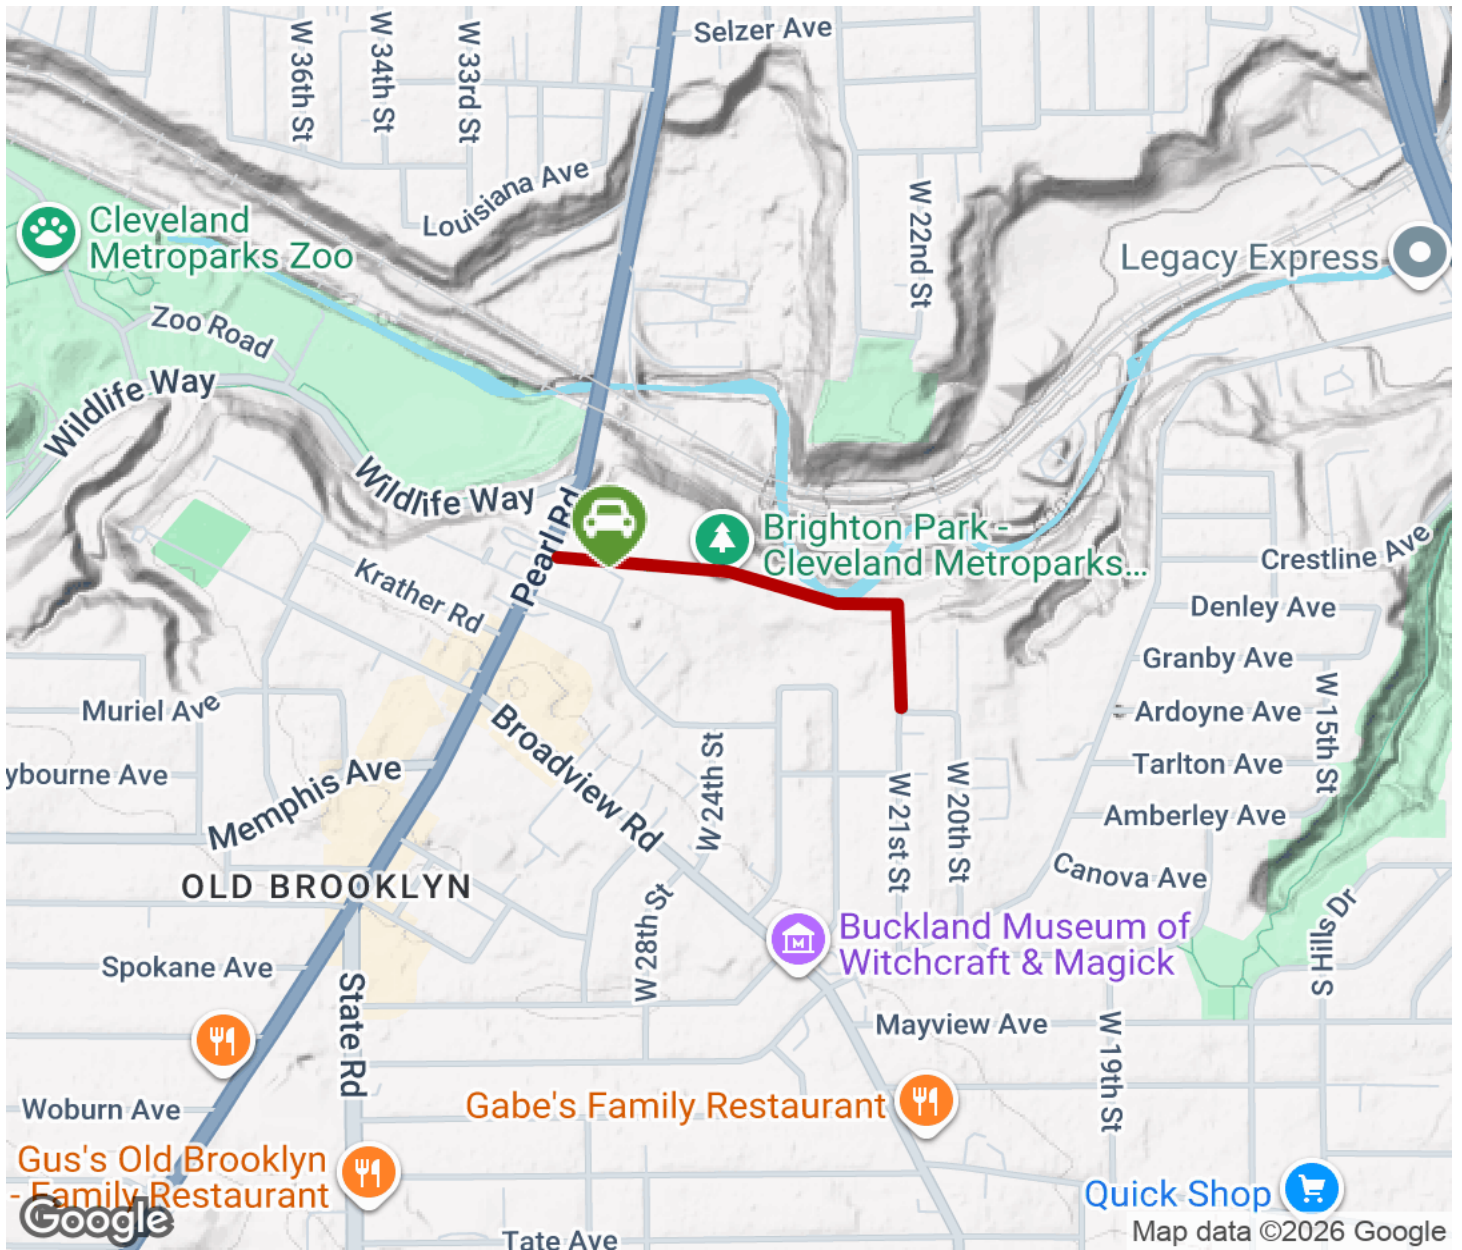 Selzer Ave
W 36th St
W 34th St
W 33rd St
Louisiana Ave
W 22nd St
Cleveland
Metroparks Zoo
Legacy Express
Zoo Road
Wildlife Way
Wildlife Way
Pearl Rd
Brighton Park -
Cleveland Metroparks...
Crestline Ave
Krather Rd
Denley Ave
Granby Ave
W 15th St
Muriel Ave
Ardoyne Ave
Broadview Rd
W 24th St
ybourne Ave
Memphis Ave
Tarlton Ave
W 21st St
W 20th St
Amberley Ave
Canova Ave
OLD BROOKLYN
W 28th St
S Hills Dr
Buckland Museum of
Witchcraft & Magick
Spokane Ave
State Rd
Mayview Ave
W 19th St
Woburn Ave
Gabe's Family Restaurant
Gus's Old Brooklyn
- Family Restaurant
Quick Shop
Google
Tate Ave
Map data ©2026 Google